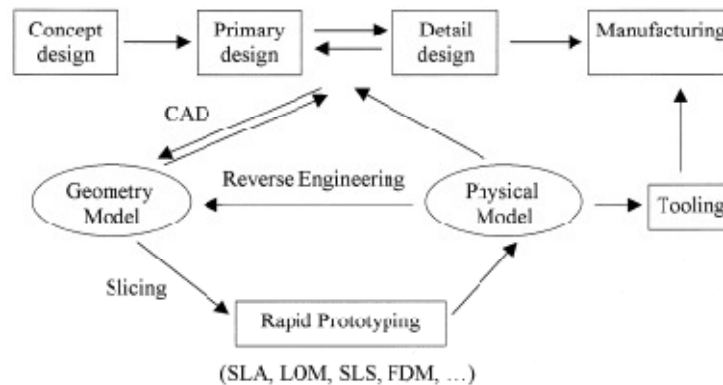 Concept
design
Primary
design
Detail
design
Manufacturing
CAD
Geometry
Model
Reverse Engineering
Physical
Model
Tooling
Slicing
Rapid Prototyping
(SLA, LOM, SLS, FDM, …)